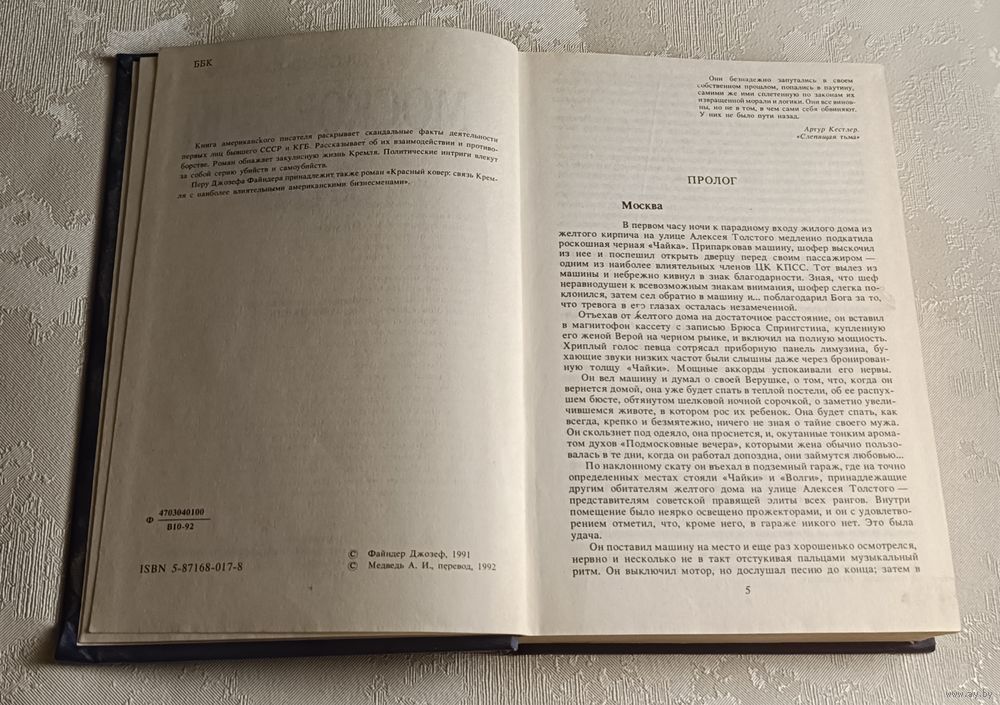 ББК
Книга американского писателя раскрывает скандальные факты деятельности
первых лиц бывшего СССР и КГБ. Рассказывает об их взаимодействии и противо-
борстве. Роман обнажает закулисную жизнь Кремля. Политические интриги влекут
за собой серию убийств и самоубийств.
Перу Джозефа Файндера принадлежит также роман «Красный ковер: связь Крем-
ля с наиболее влиятельными американскими бизнесменами».
Ф 4703040100
В10-92
ISBN 5-87168-017-8
© Файндер Джозеф, 1991
© Медведь А. И., перевод, 1992
Они безнадежно запутались в своем
собственном прошлом, попались в паутину,
самими же ими сплетенную по законам их
извращенной морали и логики. Они все винов-
ны, но не в том, в чем сами себя обвиняют.
У них не было пути назад.
Артур Кестлер.
«Слепящая тьма»
ПРОЛОГ
Москва
В первом часу ночи к парадному входу жилого дома из
желтого кирпича на улице Алексея Толстого медленно подкатила
роскошная черная «Чайка». Припарковав машину, шофер выскочил
из нее и поспешил открыть дверцу перед своим пассажиром —
одним из наиболее влиятельных членов ЦК КПСС. Тот вылез из
машины и небрежно кивнул в знак благодарности. Зная, что шеф
неравнодушен к всевозможным знакам внимания, шофер слегка по-
клонился, затем сел обратно в машину и... поблагодарил Бога за то,
что тревога в его глазах осталась незамеченной.
Отъехав от желтого дома на достаточное расстояние, он вставил
в магнитофон кассету с записью Брюса Спрингстина, купленную
его женой Верой на черном рынке, и включил на полную мощность.
Хриплый голос певца сотрясал приборную панель лимузина, бу-
хающие звуки низких частот были слышны даже через бронирован-
ную толщу «Чайки». Мощные аккорды успокаивали его нервы.
Он вел машину и думал о своей Верушке, о том, что, когда он
вернется домой, она уже будет спать в теплой постели, об ее распух-
шем бюсте, обтянутом шелковой ночной сорочкой, о заметно увели-
чившемся животе, в котором рос их ребенок. Она будет спать, как
всегда, крепко и безмятежно, ничего не зная о тайне своего мужа.
Он скользнет под одеяло, она проснется, и, окутанные тонким арома-
том духов «Подмосковные вечера», которыми жена обычно пользо-
валась в те дни, когда он работал допоздна, они займутся любовью...
По наклонному скату он въехал в подземный гараж, где на точно
определенных местах стояли «Чайки» и «Волги», принадлежащие
другим обитателям желтого дома на улице Алексея Толстого —
представителям советской правящей элиты всех рангов. Внутри
помещение было неярко освещено прожекторами, и он с удовлетво-
рением отметил, что, кроме него, в гараже никого нет. Это была
удача.
Он поставил машину на место и еще раз хорошенько осмотрелся,
нервно и несколько не в такт отстукивая пальцами музыкальный
ритм. Он выключил мотор, но дослушал песню до конца; затем в
5
www.ay.by